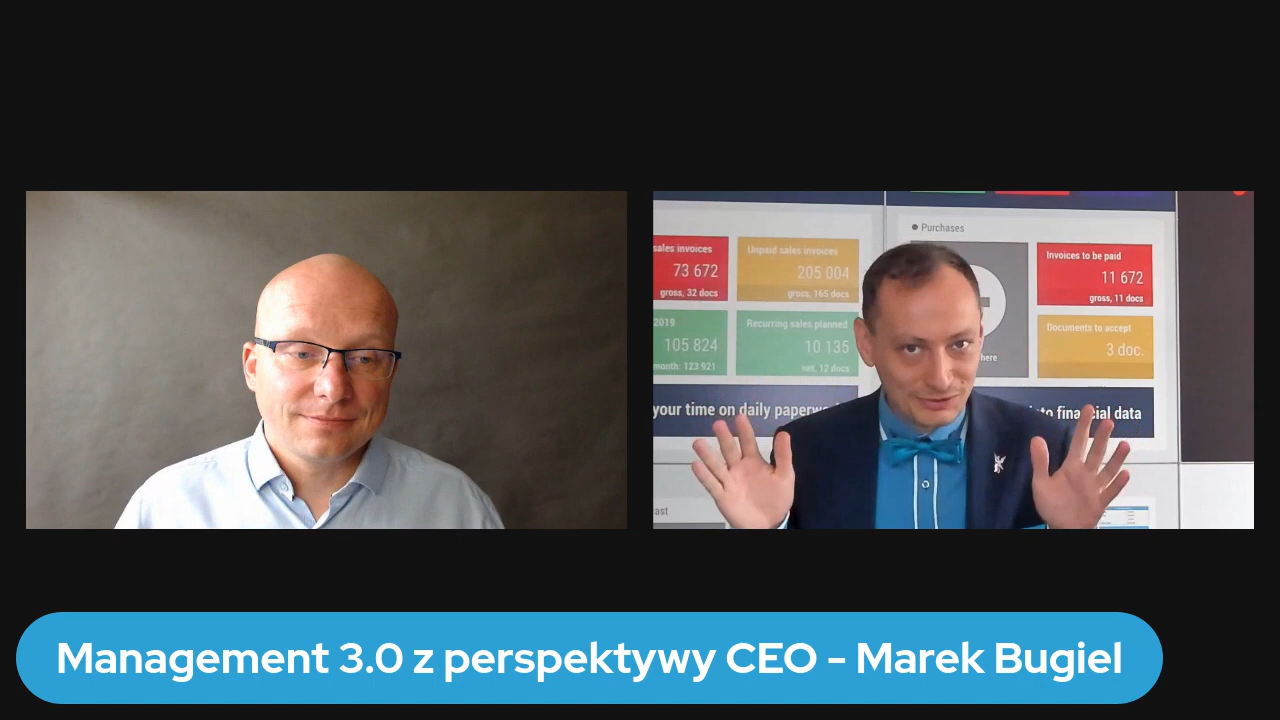 Purchases
sales invoices
73 672
gross, 32 docs
Unpaid sales invoices
205 004
gross, 165 docs
Invoices to be paid
11 672
gross, 11 docs
2019
105 824
month: 123 921
Recurring sales planned
10 135
net, 12 docs
here
Documents to accept
3 doc.
your time on daily
financial data
Management 3.0 z perspektywy CEO - Marek Bugiel